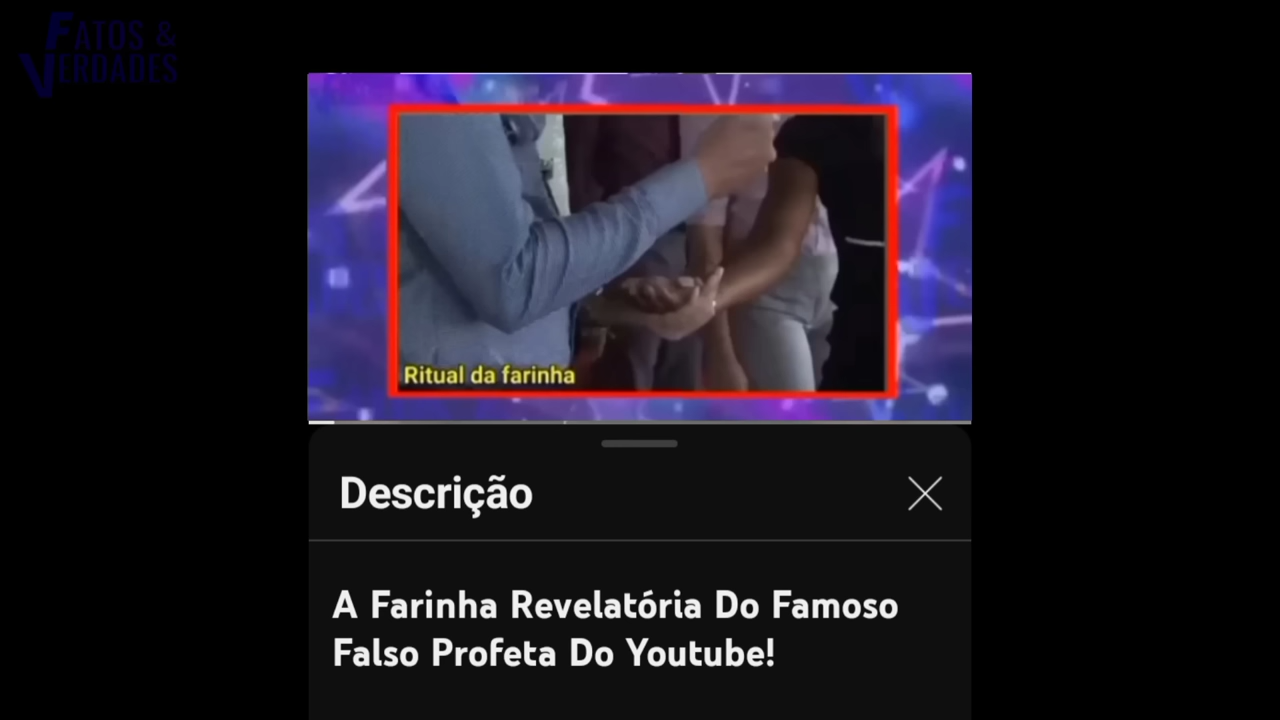 FATOS &
VERDADES
Ritual da farinha
Descrição
A Farinha Revelatória Do Famoso
Falso Profeta Do Youtube!